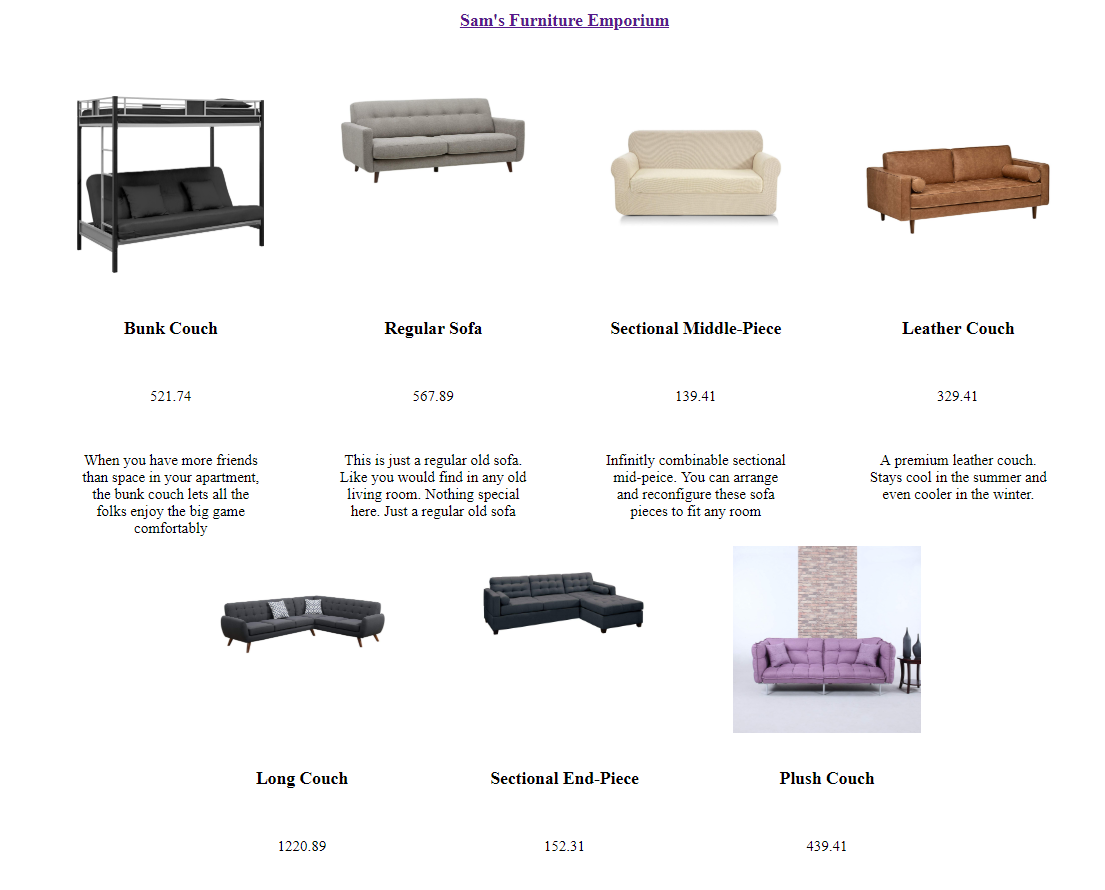 Sam's Furniture Emporium
Bunk Couch
Regular Sofa
Sectional Middle-Piece
Leather Couch
521.74
567.89
139.41
329.41
When you have more friends
than space in your apartment,
the bunk couch lets all the
folks enjoy the big game
comfortably
This is just a regular old sofa.
Like you would find in any old
living room. Nothing special
here. Just a regular old sofa
Infinitly combinable sectional
mid-peice. You can arrange
and reconfigure these sofa
pieces to fit any room
A premium leather couch.
Stays cool in the summer and
even cooler in the winter.
Long Couch
Sectional End-Piece
Plush Couch
1220.89
152.31
439.41